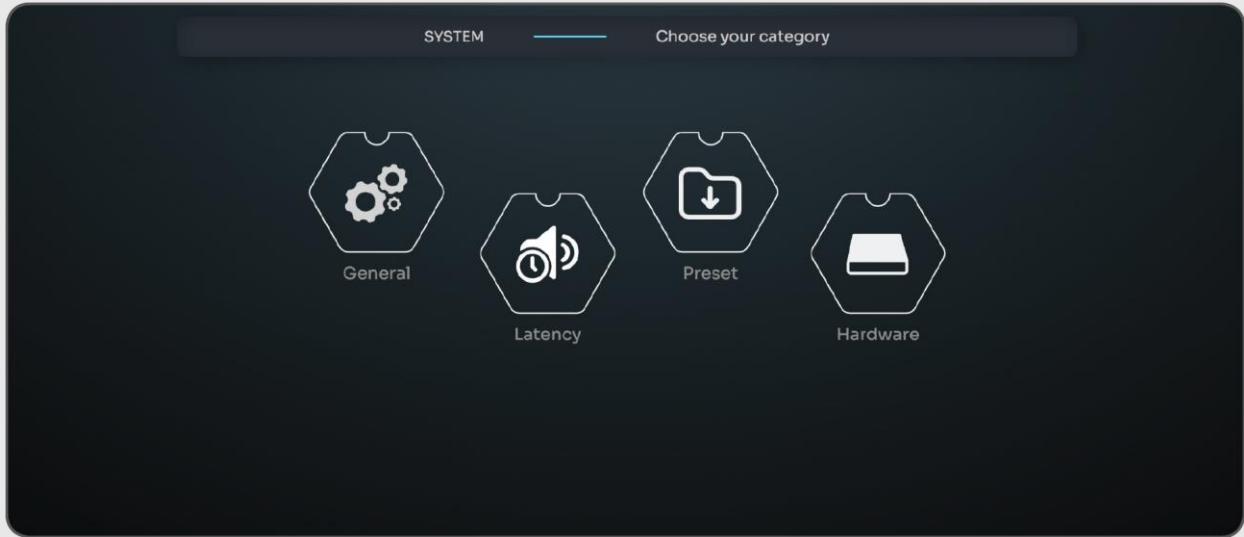 SYSTEM Choose your category
General
Preset
Latency
Hardware